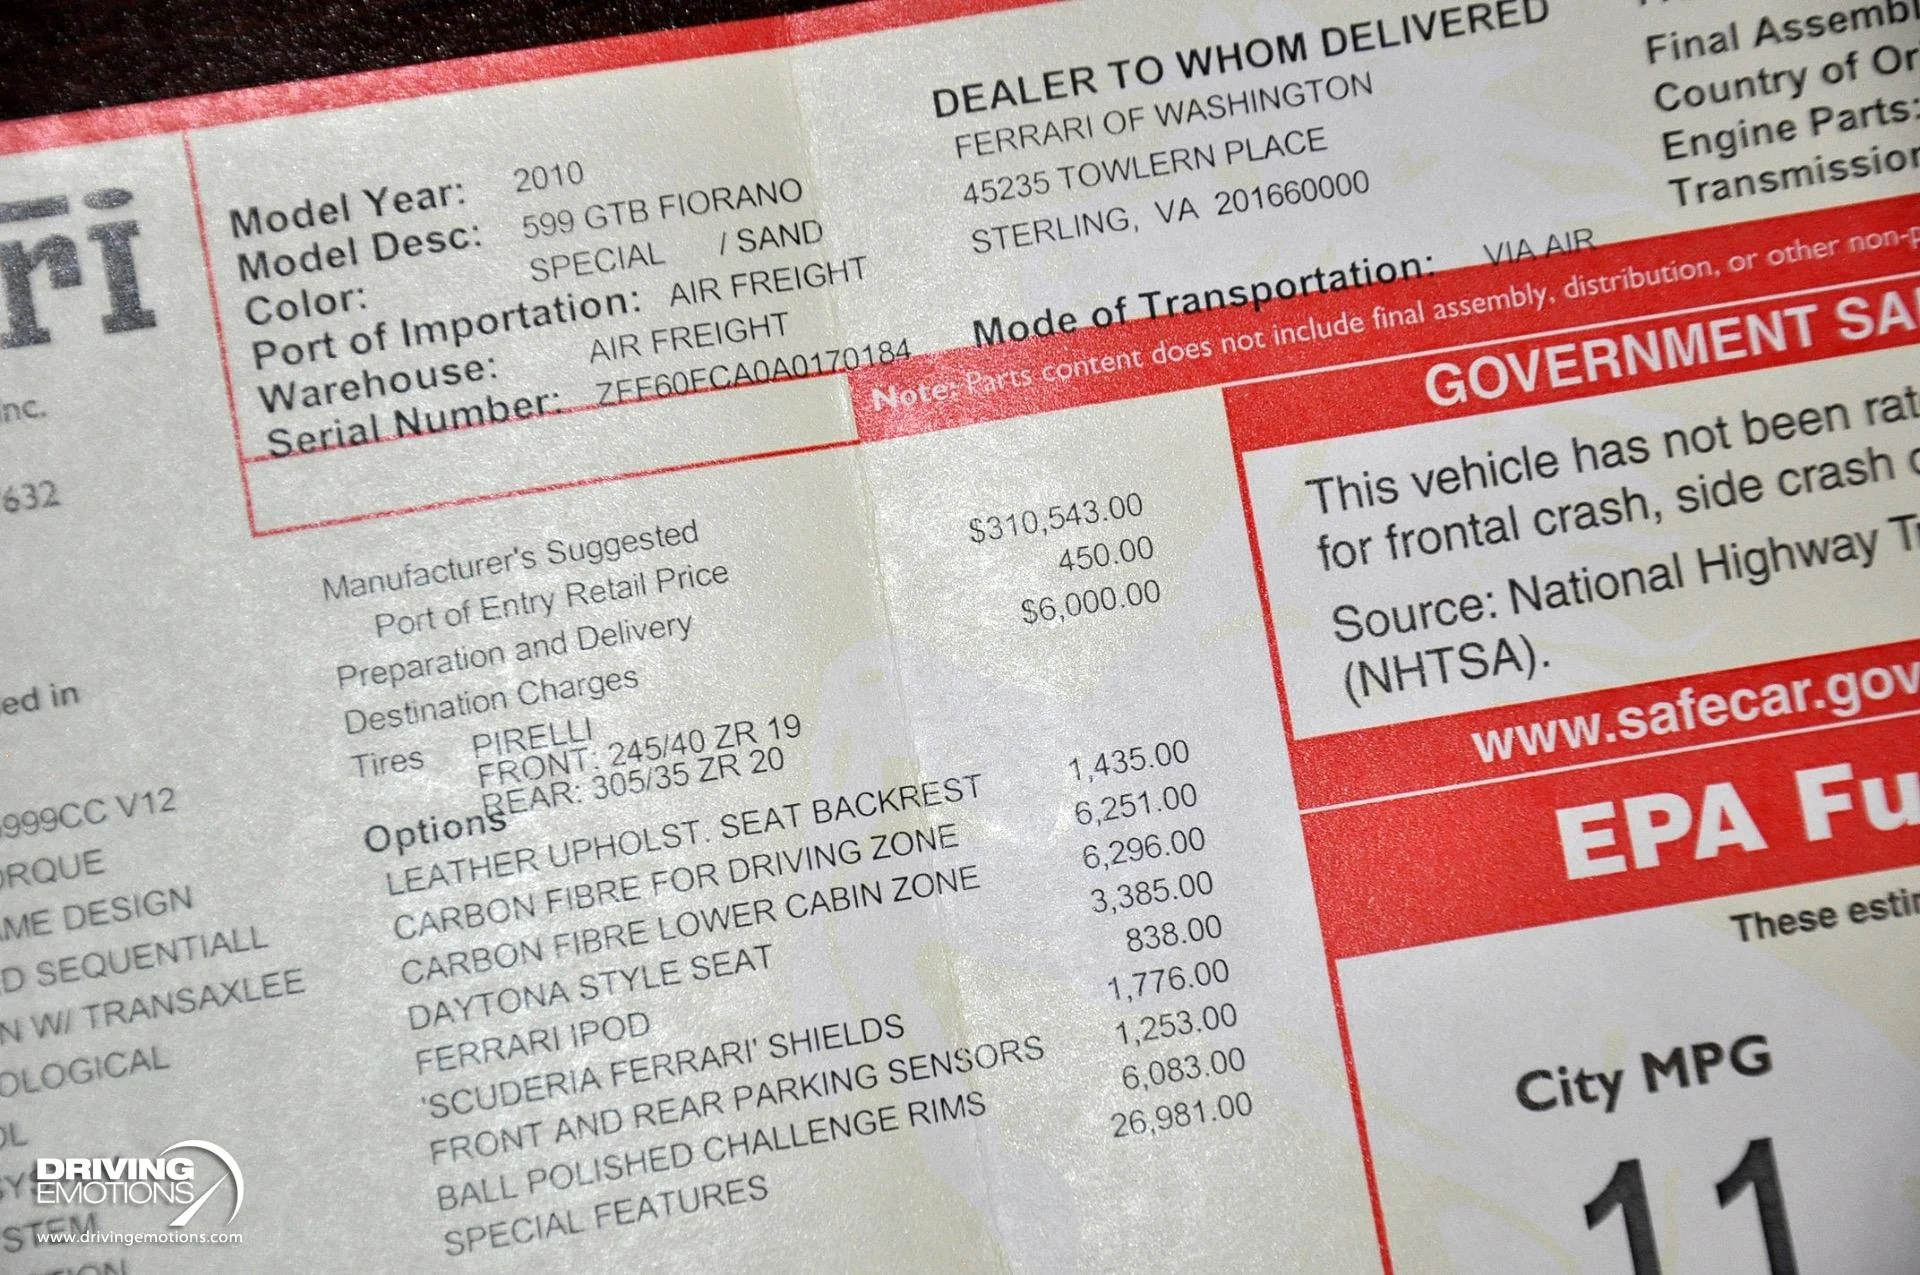 ri
nc.
632
ed in
999CC V12
ORQUE
AME DESIGN
D SEQUENTIALL
N W/ TRANSAXLEE
OLOGICAL
OL
STEM
Model Year: 2010
Model Desc: 599 GTB FIORANO
Color: SPECIAL / SAND
Port of Importation: AIR FREIGHT
Warehouse: AIR FREIGHT
Serial Number: ZFF60FCA0A0170184
DEALER TO WHOM DELIVERED
FERRARI OF WASHINGTON
45235 TOWLERN PLACE
STERLING, VA 201660000
Mode of Transportation: VIA AIR
Final Assembl
Country of Or
Engine Parts:
Transmission
Note: Parts content does not include final assembly, distribution, or other non-p
Manufacturer's Suggested
Port of Entry Retail Price $310,543.00
Preparation and Delivery 450.00
Destination Charges $6,000.00
Tires PIRELLI
FRONT: 245/40 ZR 19
REAR: 305/35 ZR 20
Options
LEATHER UPHOLST. SEAT BACKREST 1,435.00
CARBON FIBRE FOR DRIVING ZONE 6,251.00
CARBON FIBRE LOWER CABIN ZONE 6,296.00
DAYTONA STYLE SEAT 3,385.00
FERRARI IPOD 838.00
'SCUDERIA FERRARI' SHIELDS 1,776.00
FRONT AND REAR PARKING SENSORS 1,253.00
BALL POLISHED CHALLENGE RIMS 6,083.00
SPECIAL FEATURES 26,981.00
GOVERNMENT SA
This vehicle has not been rat
for frontal crash, side crash
Source: National Highway Tr
(NHTSA).
www.safecar.gov
EPA Fu
These estim
City MPG
11
DRIVING
EMOTIONS
www.drivingemotions.com